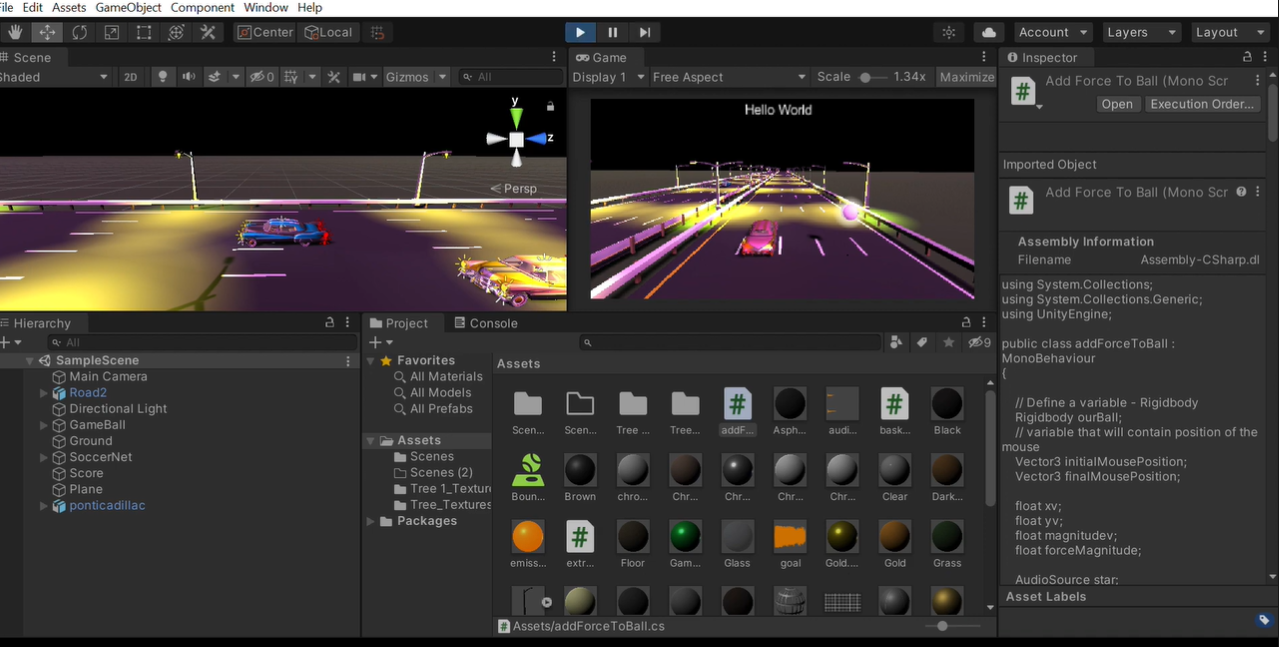 File Edit Assets GameObject Component Window Help
Center Local Account Layers Layout
Scene
Shaded 2D 0 Gizmos All
y
z
Persp
Game
Display 1 Free Aspect Scale 1.34x Maximize
Hello World
Hierarchy
All
SampleScene
Main Camera
Road2
Directional Light
GameBall
Ground
SoccerNet
Score
Plane
ponticadillac
Project Console
9
Favorites
All Materials
All Models
All Prefabs
Assets
Scenes
Scenes (2)
Tree 1_Texture
Tree_Textures
Packages
Assets
Scen... Scen... Tree ... Tree... addF... Asph... audi... bask... Black
Boun... Brown chro... Chr... Chr... Chr... Chr... Clear Dark...
emiss... extr... Floor Gam... Glass goal Gold.... Gold Grass
Assets/addForceToBall.cs
Inspector
Add Force To Ball (Mono Scr
Open Execution Order...
Imported Object
Add Force To Ball (Mono Scr
Assembly Information
Filename Assembly-CSharp.dl
using System.Collections;
using System.Collections.Generic;
using UnityEngine;
public class addForceToBall :
MonoBehaviour
{
// Define a variable - Rigidbody
Rigidbody ourBall;
// variable that will contain position of the
mouse
Vector3 initialMousePosition;
Vector3 finalMousePosition;
float xv;
float yv;
float magnitudev;
float forceMagnitude;
AudioSource star;
Asset Labels